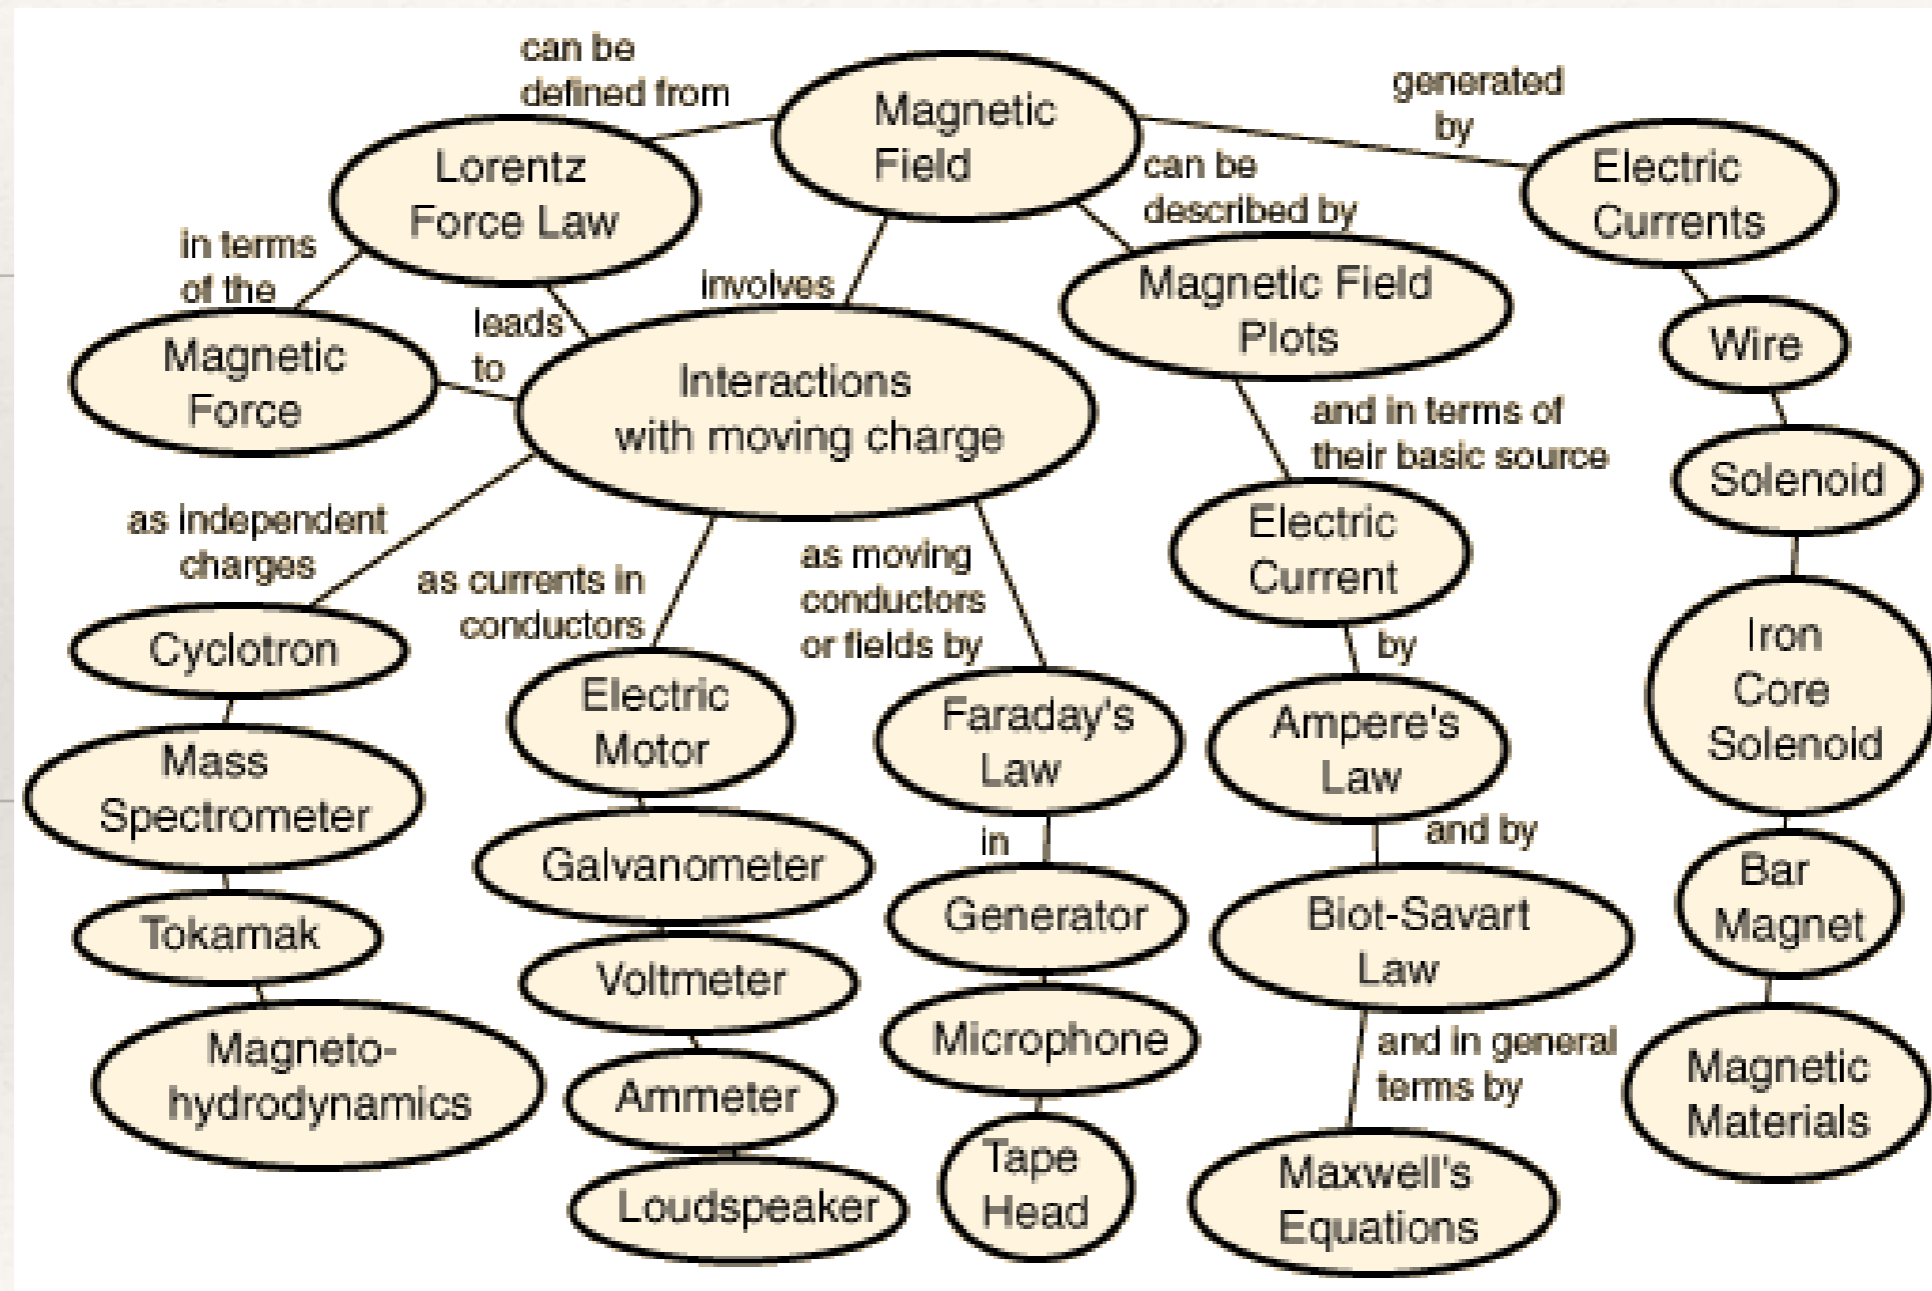 can be
defined from
Magnetic
Field
generated
by
Lorentz
Force Law
can be
described by
Electric
Currents
in terms
of the
involves
Magnetic Field
Plots
leads
to
Wire
Magnetic
Force
Interactions
with moving charge
and in terms of
their basic source
Solenoid
as independent
charges
as currents in
conductors
as moving
conductors
or fields by
Electric
Current
by
Iron
Core
Solenoid
Cyclotron
Electric
Motor
Faraday's
Law
Ampere's
Law
Mass
Spectrometer
in
and by
Galvanometer
Generator
Biot-Savart
Law
Bar
Magnet
Tokamak
Voltmeter
Microphone
and in general
terms by
Magneto-
hydrodynamics
Ammeter
Magnetic
Materials
Tape
Head
Loudspeaker
Maxwell's
Equations